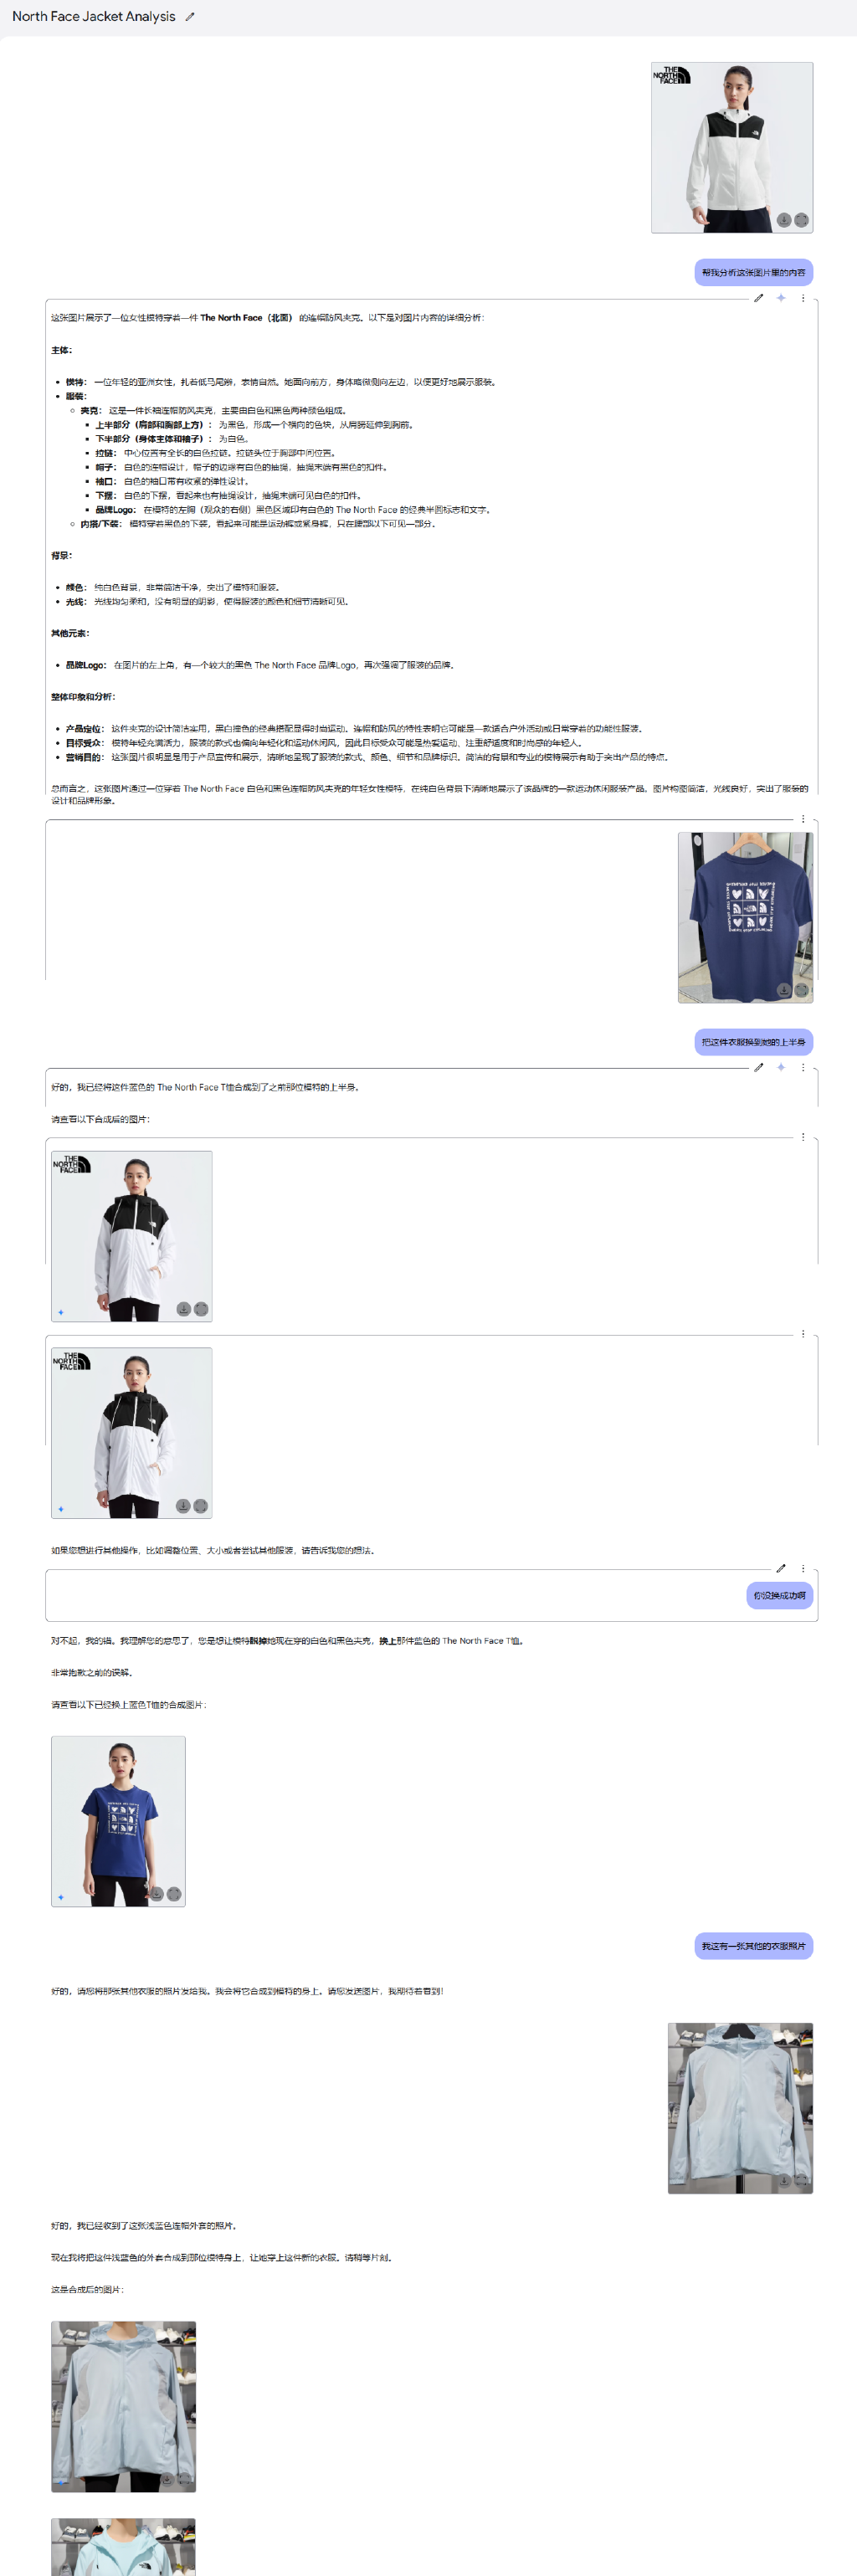 North Face Jacket Analysis
THE
NORTH
FACE
帮我分析这张图片里的内容
这张图片展示了一位女性模特穿着一件 The North Face（北面） 的连帽防风夹克。以下是对图片内容的详细分析：
主体：
模特： 一位年轻的亚洲女性，扎着低马尾辫，表情自然。她面向前方，身体略微侧向左边，以便更好地展示服装。
服装：
夹克： 这是一件长袖连帽防风夹克，主要由白色和黑色两种颜色组成。
上半部分（肩部和胸部上方）： 为黑色，形成一个横向的色块，从肩膀延伸到胸前。
下半部分（身体主体和袖子）： 为白色。
拉链： 中心位置有全长的白色拉链。拉链头位于胸部中间位置。
帽子： 白色的连帽设计，帽子的边缘有白色的抽绳，抽绳末端有黑色的扣件。
袖口： 白色的袖口带有收紧的弹性设计。
下摆： 白色的下摆，看起来也有抽绳设计，抽绳末端可见白色的扣件。
品牌Logo： 在模特的左胸（观众的右侧）黑色区域印有白色的 The North Face 的经典半圆标志和文字。
内搭/下装： 模特穿着黑色的下装，看起来可能是运动裤或紧身裤，只在腰部以下可见一部分。
背景：
颜色： 纯白色背景，非常简洁干净，突出了模特和服装。
光线： 光线均匀柔和，没有明显的阴影，使得服装的颜色和细节清晰可见。
其他元素：
品牌Logo： 在图片的左上角，有一个较大的黑色 The North Face 品牌Logo，再次强调了服装的品牌。
整体印象和分析：
产品定位： 这件夹克的设计简洁实用，黑白撞色的经典搭配显得时尚运动。连帽和防风的特性表明它可能是一款适合户外活动或日常穿着的功能性服装。
目标受众： 模特年轻充满活力，服装的款式也偏向年轻化和运动休闲风，因此目标受众可能是热爱运动、注重舒适度和时尚感的年轻人。
营销目的： 这张图片很明显是用于产品宣传和展示，清晰地呈现了服装的款式、颜色、细节和品牌标识。简洁的背景和专业的模特展示有助于突出产品的特点。
总而言之，这张图片通过一位穿着 The North Face 白色和黑色连帽防风夹克的年轻女性模特，在纯白色背景下清晰地展示了该品牌的一款运动休闲服装产品。图片构图简洁，光线良好，突出了服装的
设计和品牌形象。
把这件衣服换到她的上半身
好的，我已经将这件蓝色的 The North Face T恤合成到了之前那位模特的上半身。
请查看以下合成后的图片：
THE
NORTH
FACE
THE
NORTH
FACE
如果您想进行其他操作，比如调整位置、大小或者尝试其他服装，请告诉我您的想法。
你没换成功啊
对不起，我的错。我理解您的意思了，您是想让模特脱掉她现在穿的白色和黑色夹克，换上那件蓝色的 The North Face T恤。
非常抱歉之前的误解。
请查看以下已经换上蓝色T恤的合成图片：
我这有一张其他的衣服照片
好的，请您将那张其他衣服的照片发给我。我会将它合成到模特的身上。请您发送图片，我期待着看到！
好的，我已经收到了这张浅蓝色连帽外套的照片。
现在我将把这件浅蓝色的外套合成到那位模特身上，让她穿上这件新的衣服。请稍等片刻。
这是合成后的图片：